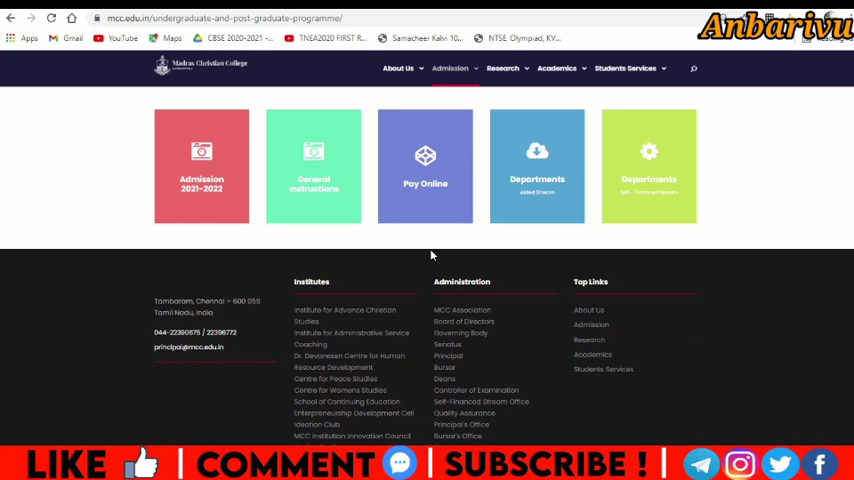 Anbarivu
mcc.edu.in/undergraduate-and-post-graduate-programme/
Apps Gmail YouTube Maps CBSE 2020-2021 -... TNEA2020 FIRST R... Samacheer Kalvi 10... NTSE, Olympiad, KV...
Madras Christian College
About Us Admission Research Academics Students Services
Admission
2021-2022
General
Instructions
Pay Online
Departments
Aided Stream
Departments
Self - Financed Stream
Tambaram, Chennai – 600 059
Tamil Nadu, India
044-22390675 / 22396772
principal@mcc.edu.in
Institutes
Institute for Advance Christian
Studies
Institute for Administrative Service
Coaching
Dr. Devanesen Centre for Human
Resource Development
Centre for Peace Studies
Centre for Womens Studies
School of Continuing Education
Enterpreneurship Development Cell
Ideation Club
MCC Institution Innovation Council
Administration
MCC Association
Board of Directors
Governing Body
Senatus
Principal
Bursar
Deans
Controller of Examination
Self-Financed Stream Office
Quality Assurance
Principal's Office
Bursar's Office
Top Links
About Us
Admission
Research
Academics
Students Services
LIKE | COMMENT | SUBSCRIBE ! |